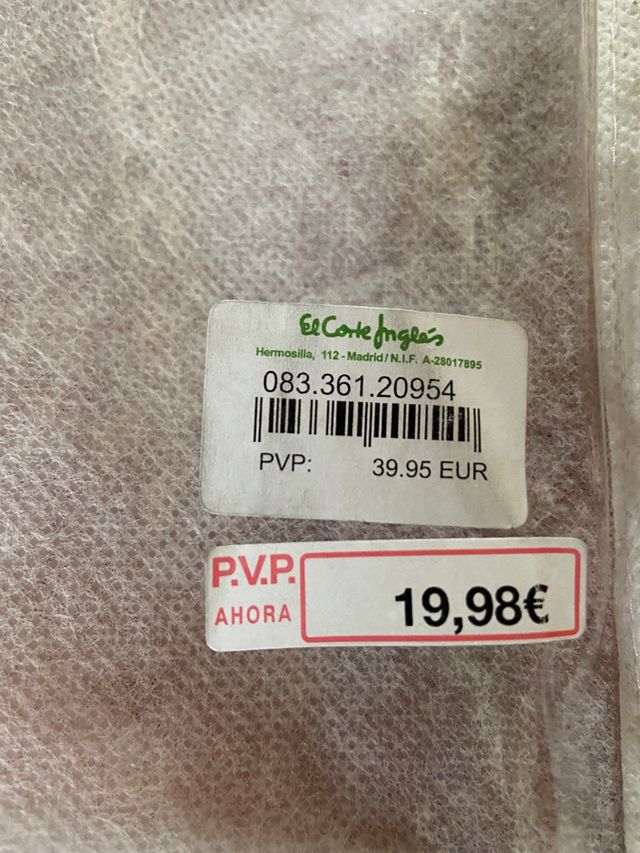 El Corte Inglés
Hermosilla, 112 - Madrid / N.I.F. A-28017895
083.361.20954
PVP: 39.95 EUR
P.V.P.
AHORA
19,98€